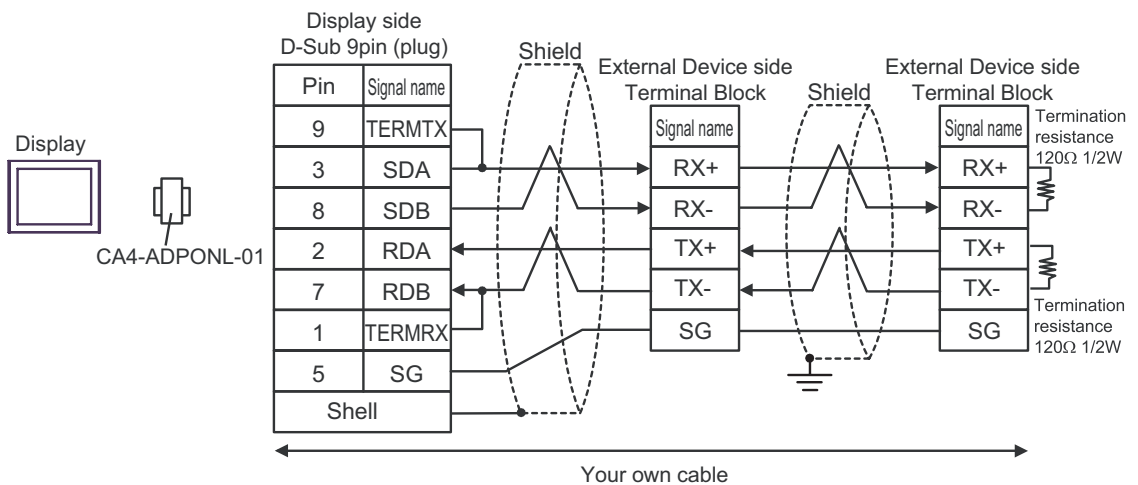 Display side
D-Sub 9pin (plug)
Shield
External Device side
Terminal Block
Shield
External Device side
Terminal Block
Pin Signal name
Signal name
Signal name
Termination
resistance
120Ω 1/2W
9 TERMTX
Display
3 SDA
RX+
RX+
8 SDB
RX-
RX-
CA4-ADPONL-01
2 RDA
TX+
TX+
7 RDB
TX-
TX-
Termination
resistance
120Ω 1/2W
1 TERMRX
SG
SG
5 SG
Shell
Your own cable